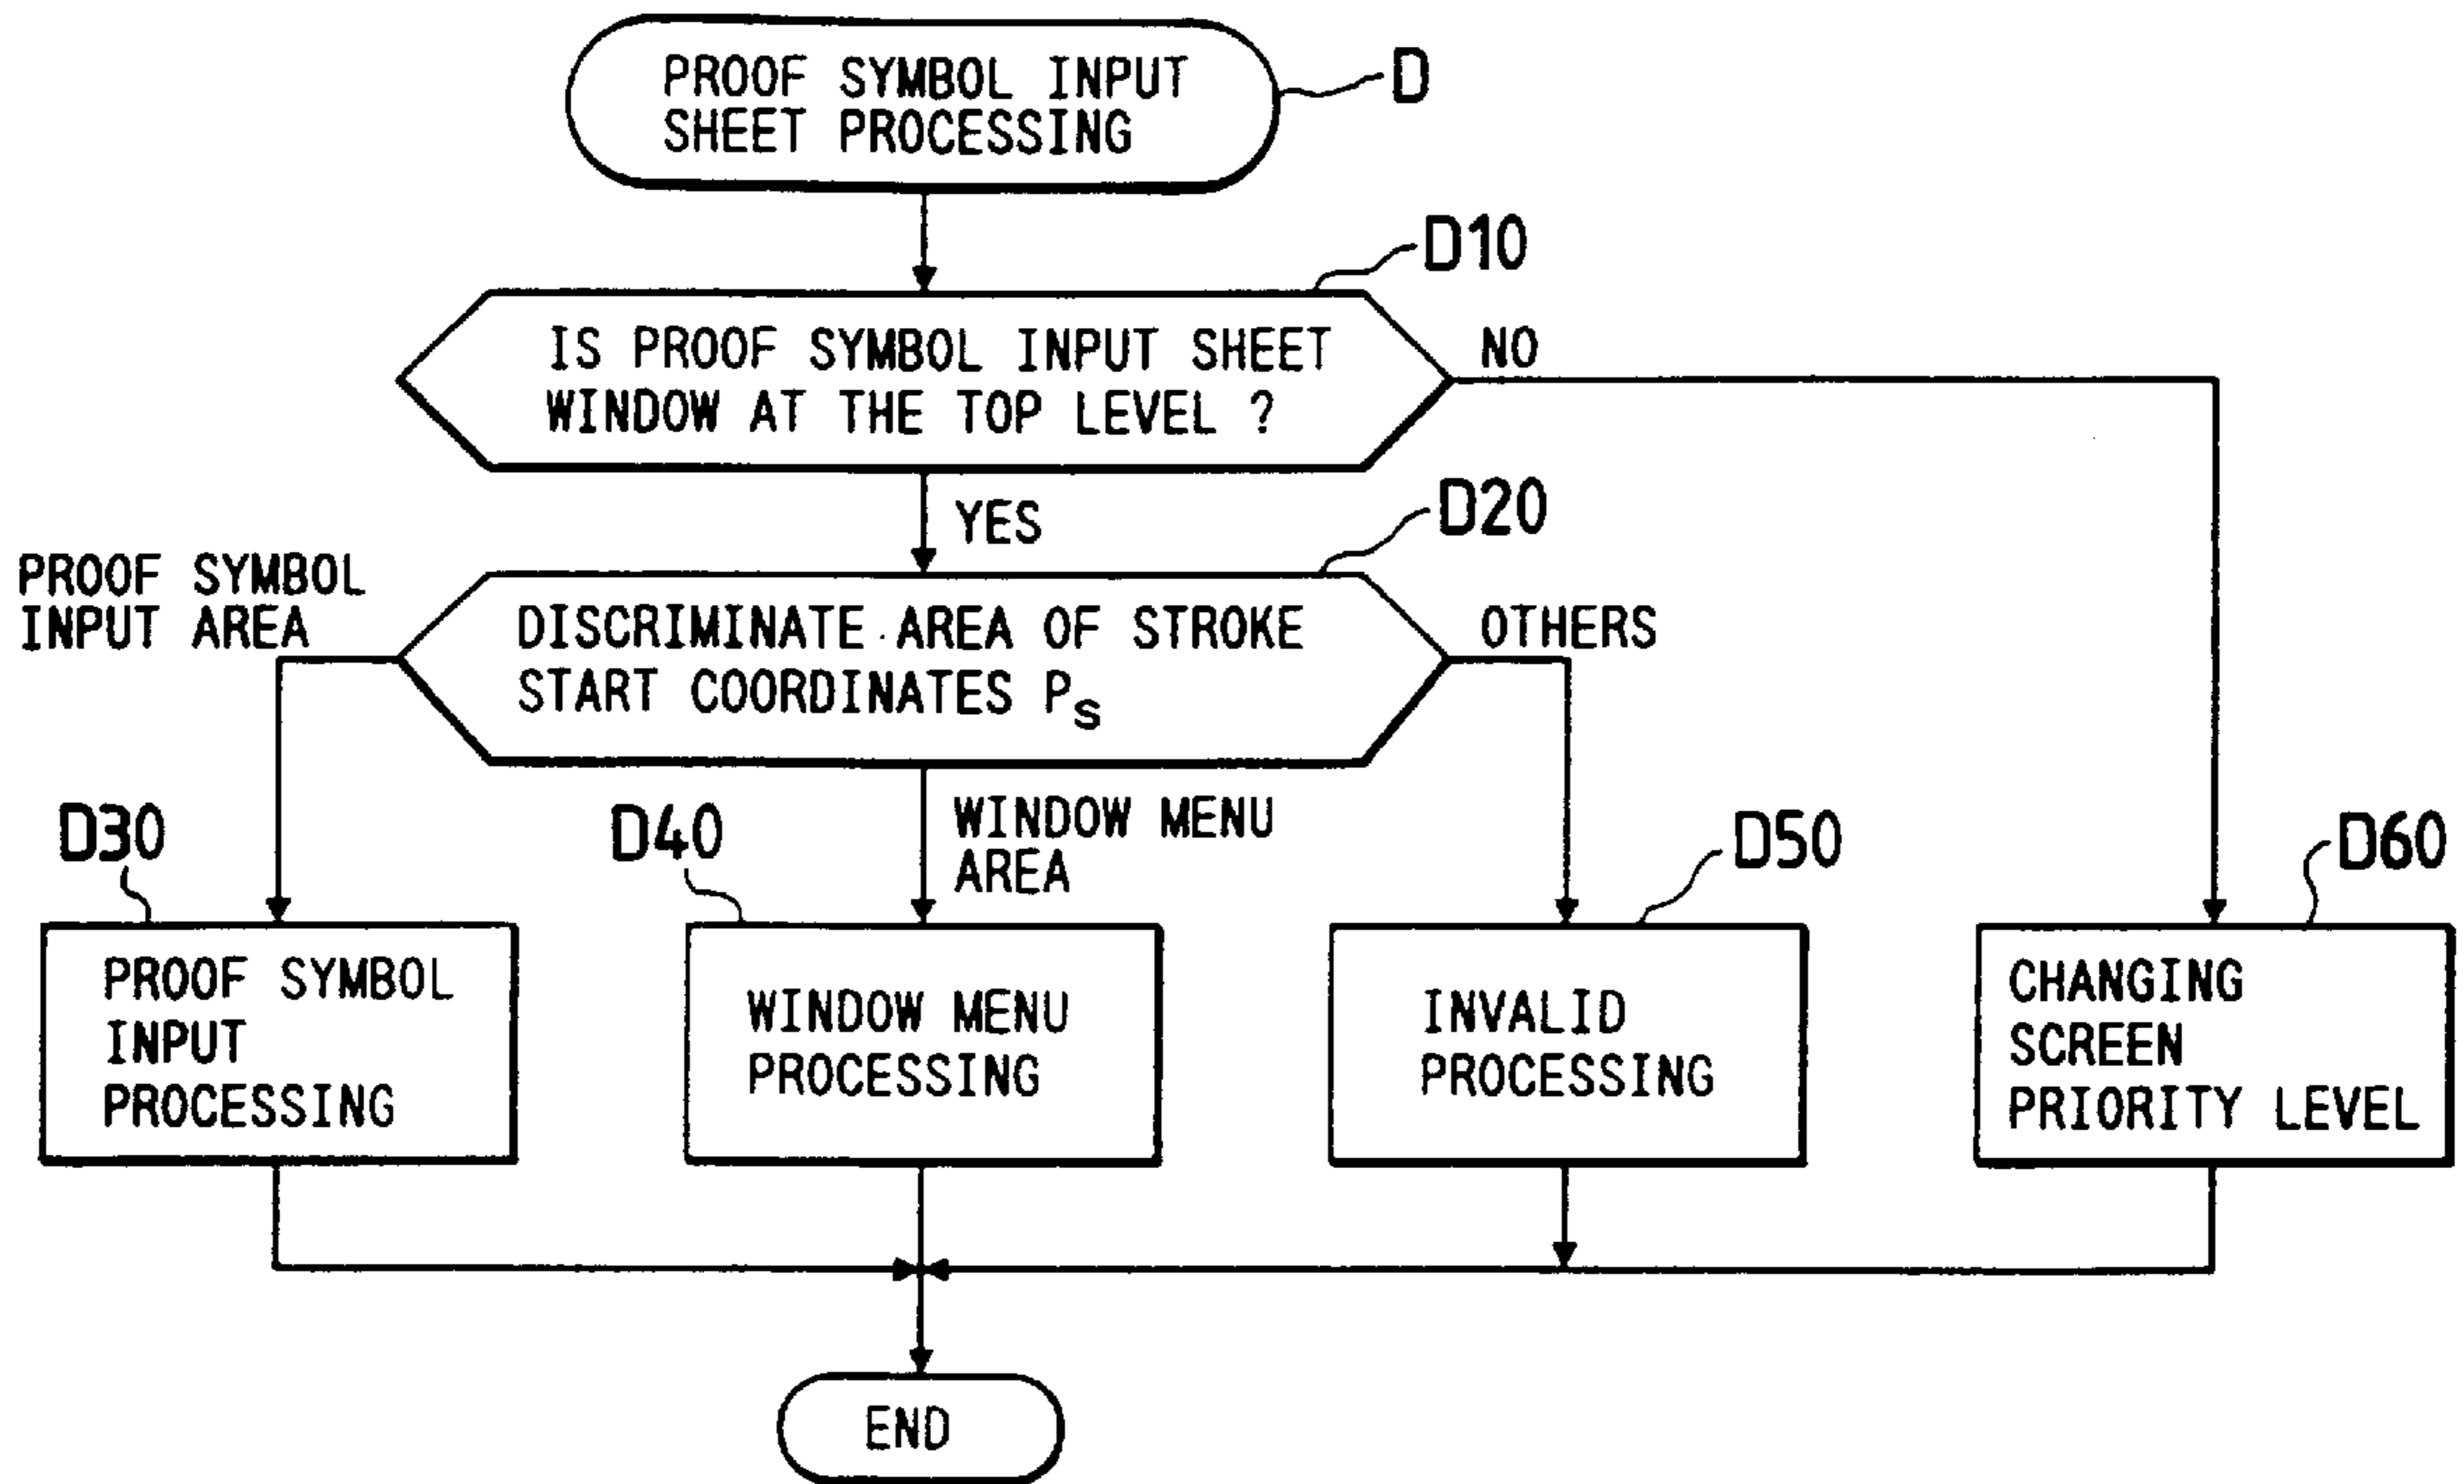 PROOF SYMBOL INPUT
SHEET PROCESSING
D
D10
IS PROOF SYMBOL INPUT SHEET
WINDOW AT THE TOP LEVEL ?
NO
YES
D20
PROOF SYMBOL
INPUT AREA
DISCRIMINATE AREA OF STROKE
START COORDINATES Ps
OTHERS
WINDOW MENU
AREA
D30
D40
D50
D60
PROOF SYMBOL
INPUT
PROCESSING
WINDOW MENU
PROCESSING
INVALID
PROCESSING
CHANGING
SCREEN
PRIORITY LEVEL
END